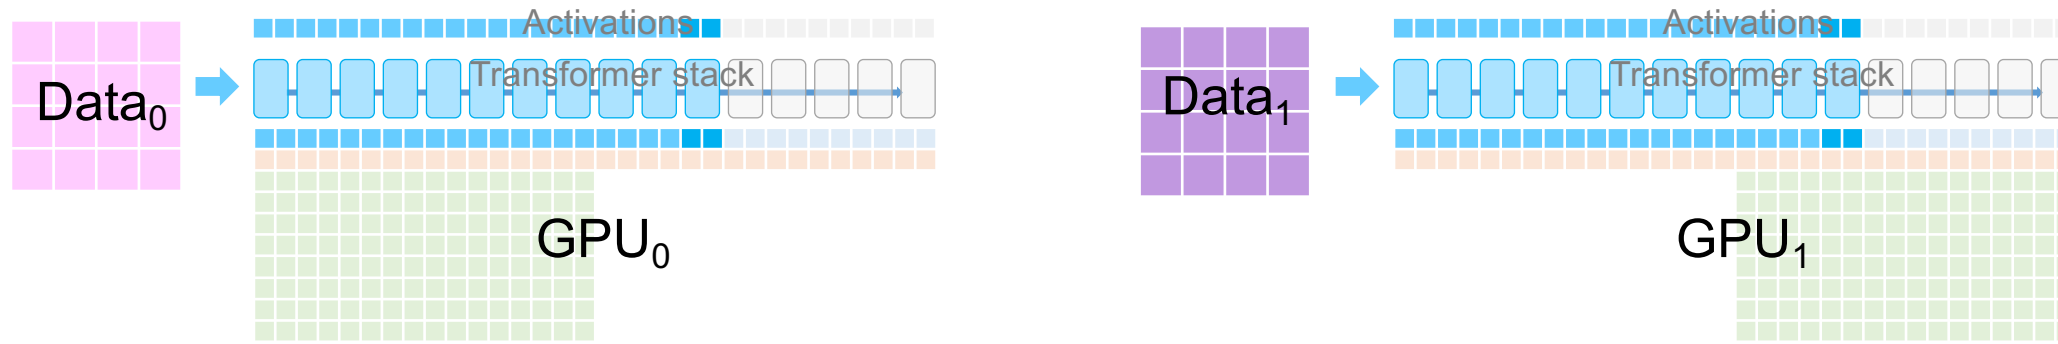 Activations
Transformer stack
Data0
GPU0
Activations
Transformer stack
Data1
GPU1